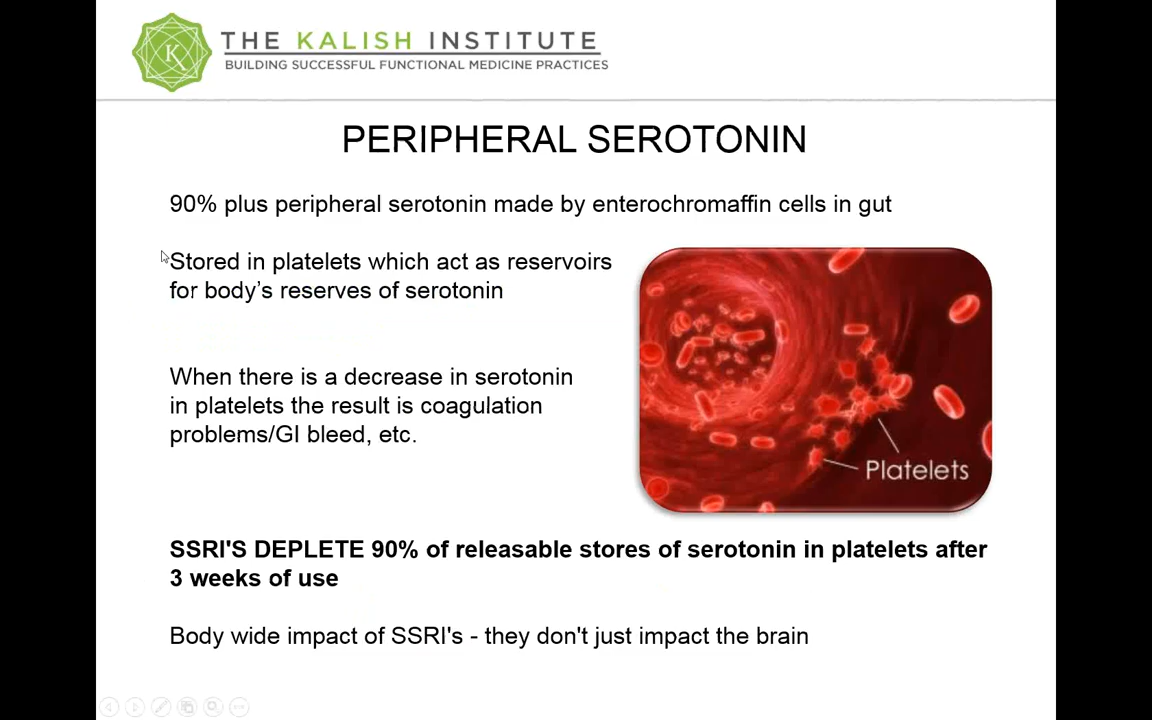 THE KALISH INSTITUTE
BUILDING SUCCESSFUL FUNCTIONAL MEDICINE PRACTICES
PERIPHERAL SEROTONIN
90% plus peripheral serotonin made by enterochromaffin cells in gut
Stored in platelets which act as reservoirs
for body’s reserves of serotonin
When there is a decrease in serotonin
in platelets the result is coagulation
problems/GI bleed, etc.
Platelets
SSRI'S DEPLETE 90% of releasable stores of serotonin in platelets after
3 weeks of use
Body wide impact of SSRI's - they don't just impact the brain